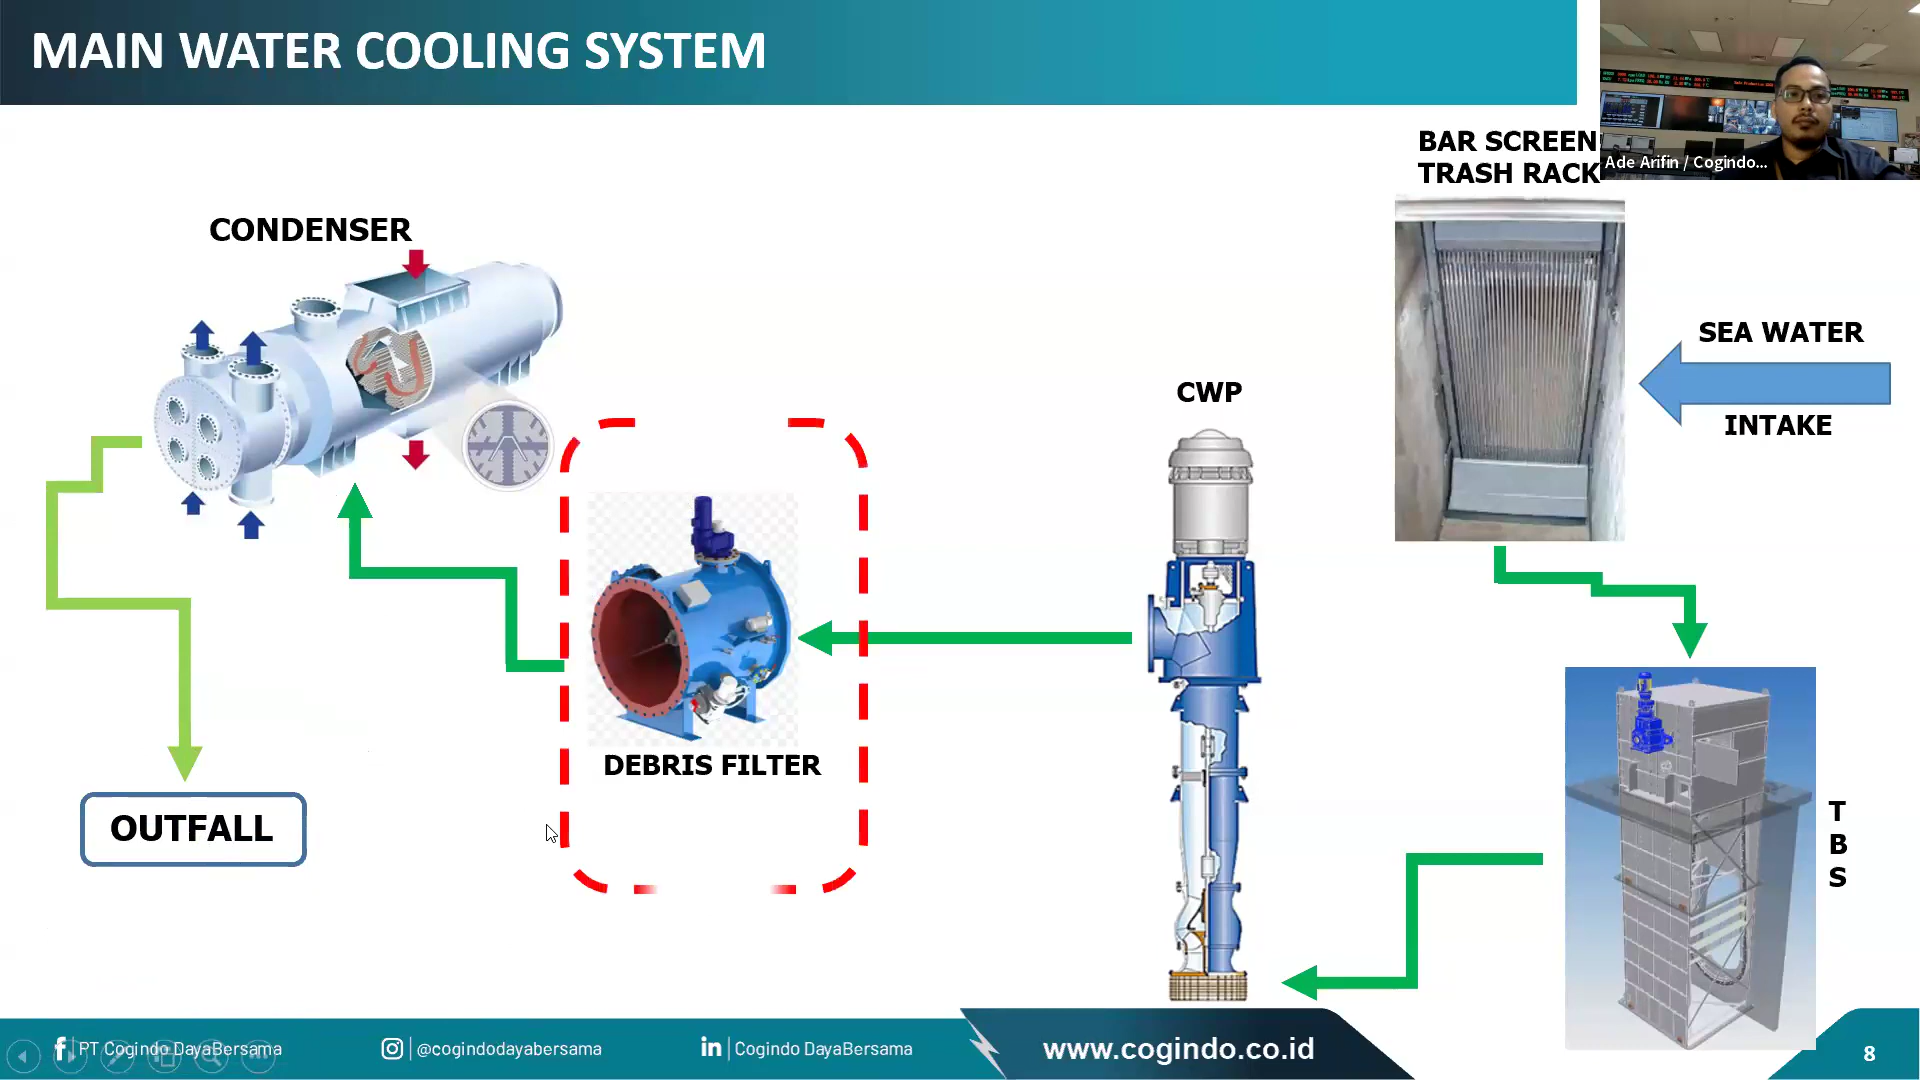 MAIN WATER COOLING SYSTEM
BAR SCREEN
TRASH RACK
Ade Arifin / Cogindo...
CONDENSER
SEA WATER
INTAKE
CWP
DEBRIS FILTER
OUTFALL
T
B
S
PT Cogindo DayaBersama
@cogindodayabersama
Cogindo DayaBersama
www.cogindo.co.id
8